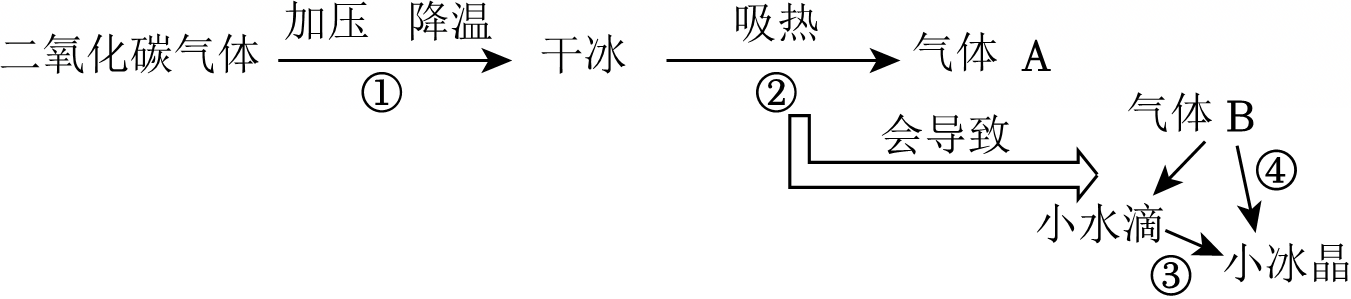 加压 降温
吸热
二氧化碳气体
干冰
气体 A
①
②
气体 B
会导致
④
小水滴
③
小冰晶